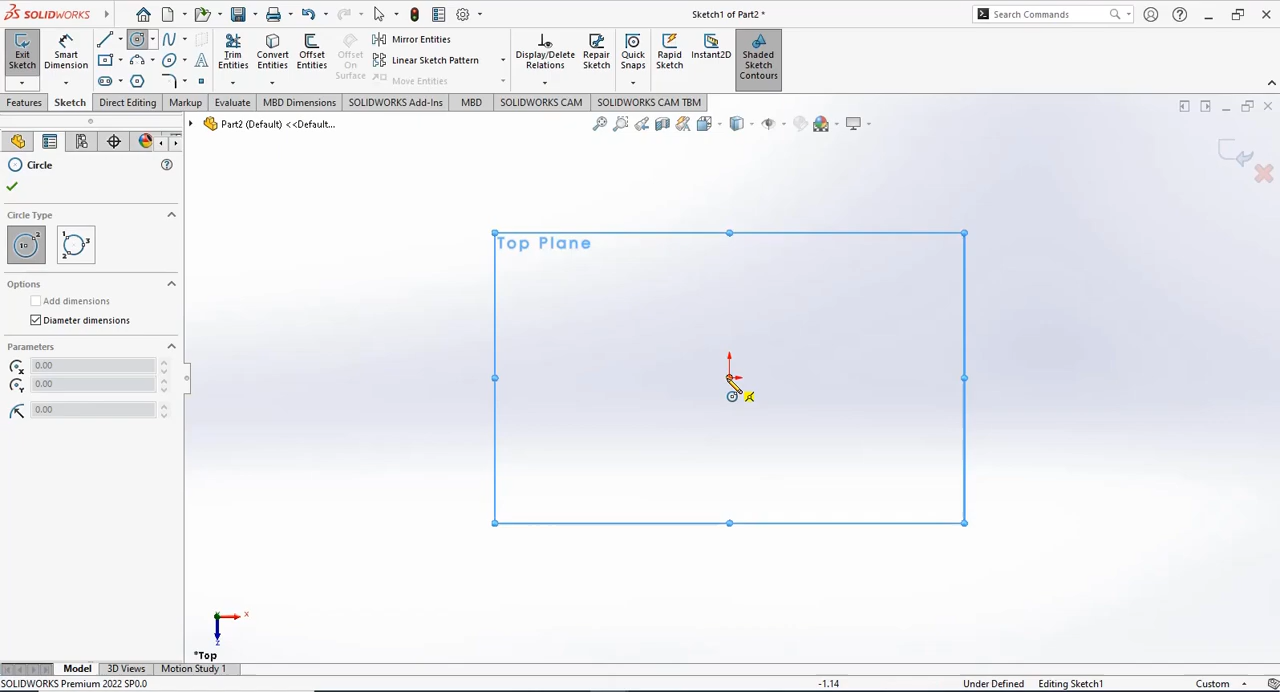 SOLIDWORKS
Sketch1 of Part2 *
Search Commands
Exit Sketch
Smart Dimension
Trim Entities
Convert Entities
Offset Entities
Offset On Surface
Mirror Entities
Linear Sketch Pattern
Move Entities
Display/Delete Relations
Repair Sketch
Quick Snaps
Rapid Sketch
Instant2D
Shaded Sketch Contours
Features
Sketch
Direct Editing
Markup
Evaluate
MBD Dimensions
SOLIDWORKS Add-Ins
MBD
SOLIDWORKS CAM
SOLIDWORKS CAM TBM
Part2 (Default) <<Default...
Circle
Circle Type
Options
Add dimensions
Diameter dimensions
Parameters
0.00
0.00
0.00
Top Plane
x
z
*Top
Model
3D Views
Motion Study 1
SOLIDWORKS Premium 2022 SP0.0
-1.14
Under Defined
Editing Sketch1
Custom